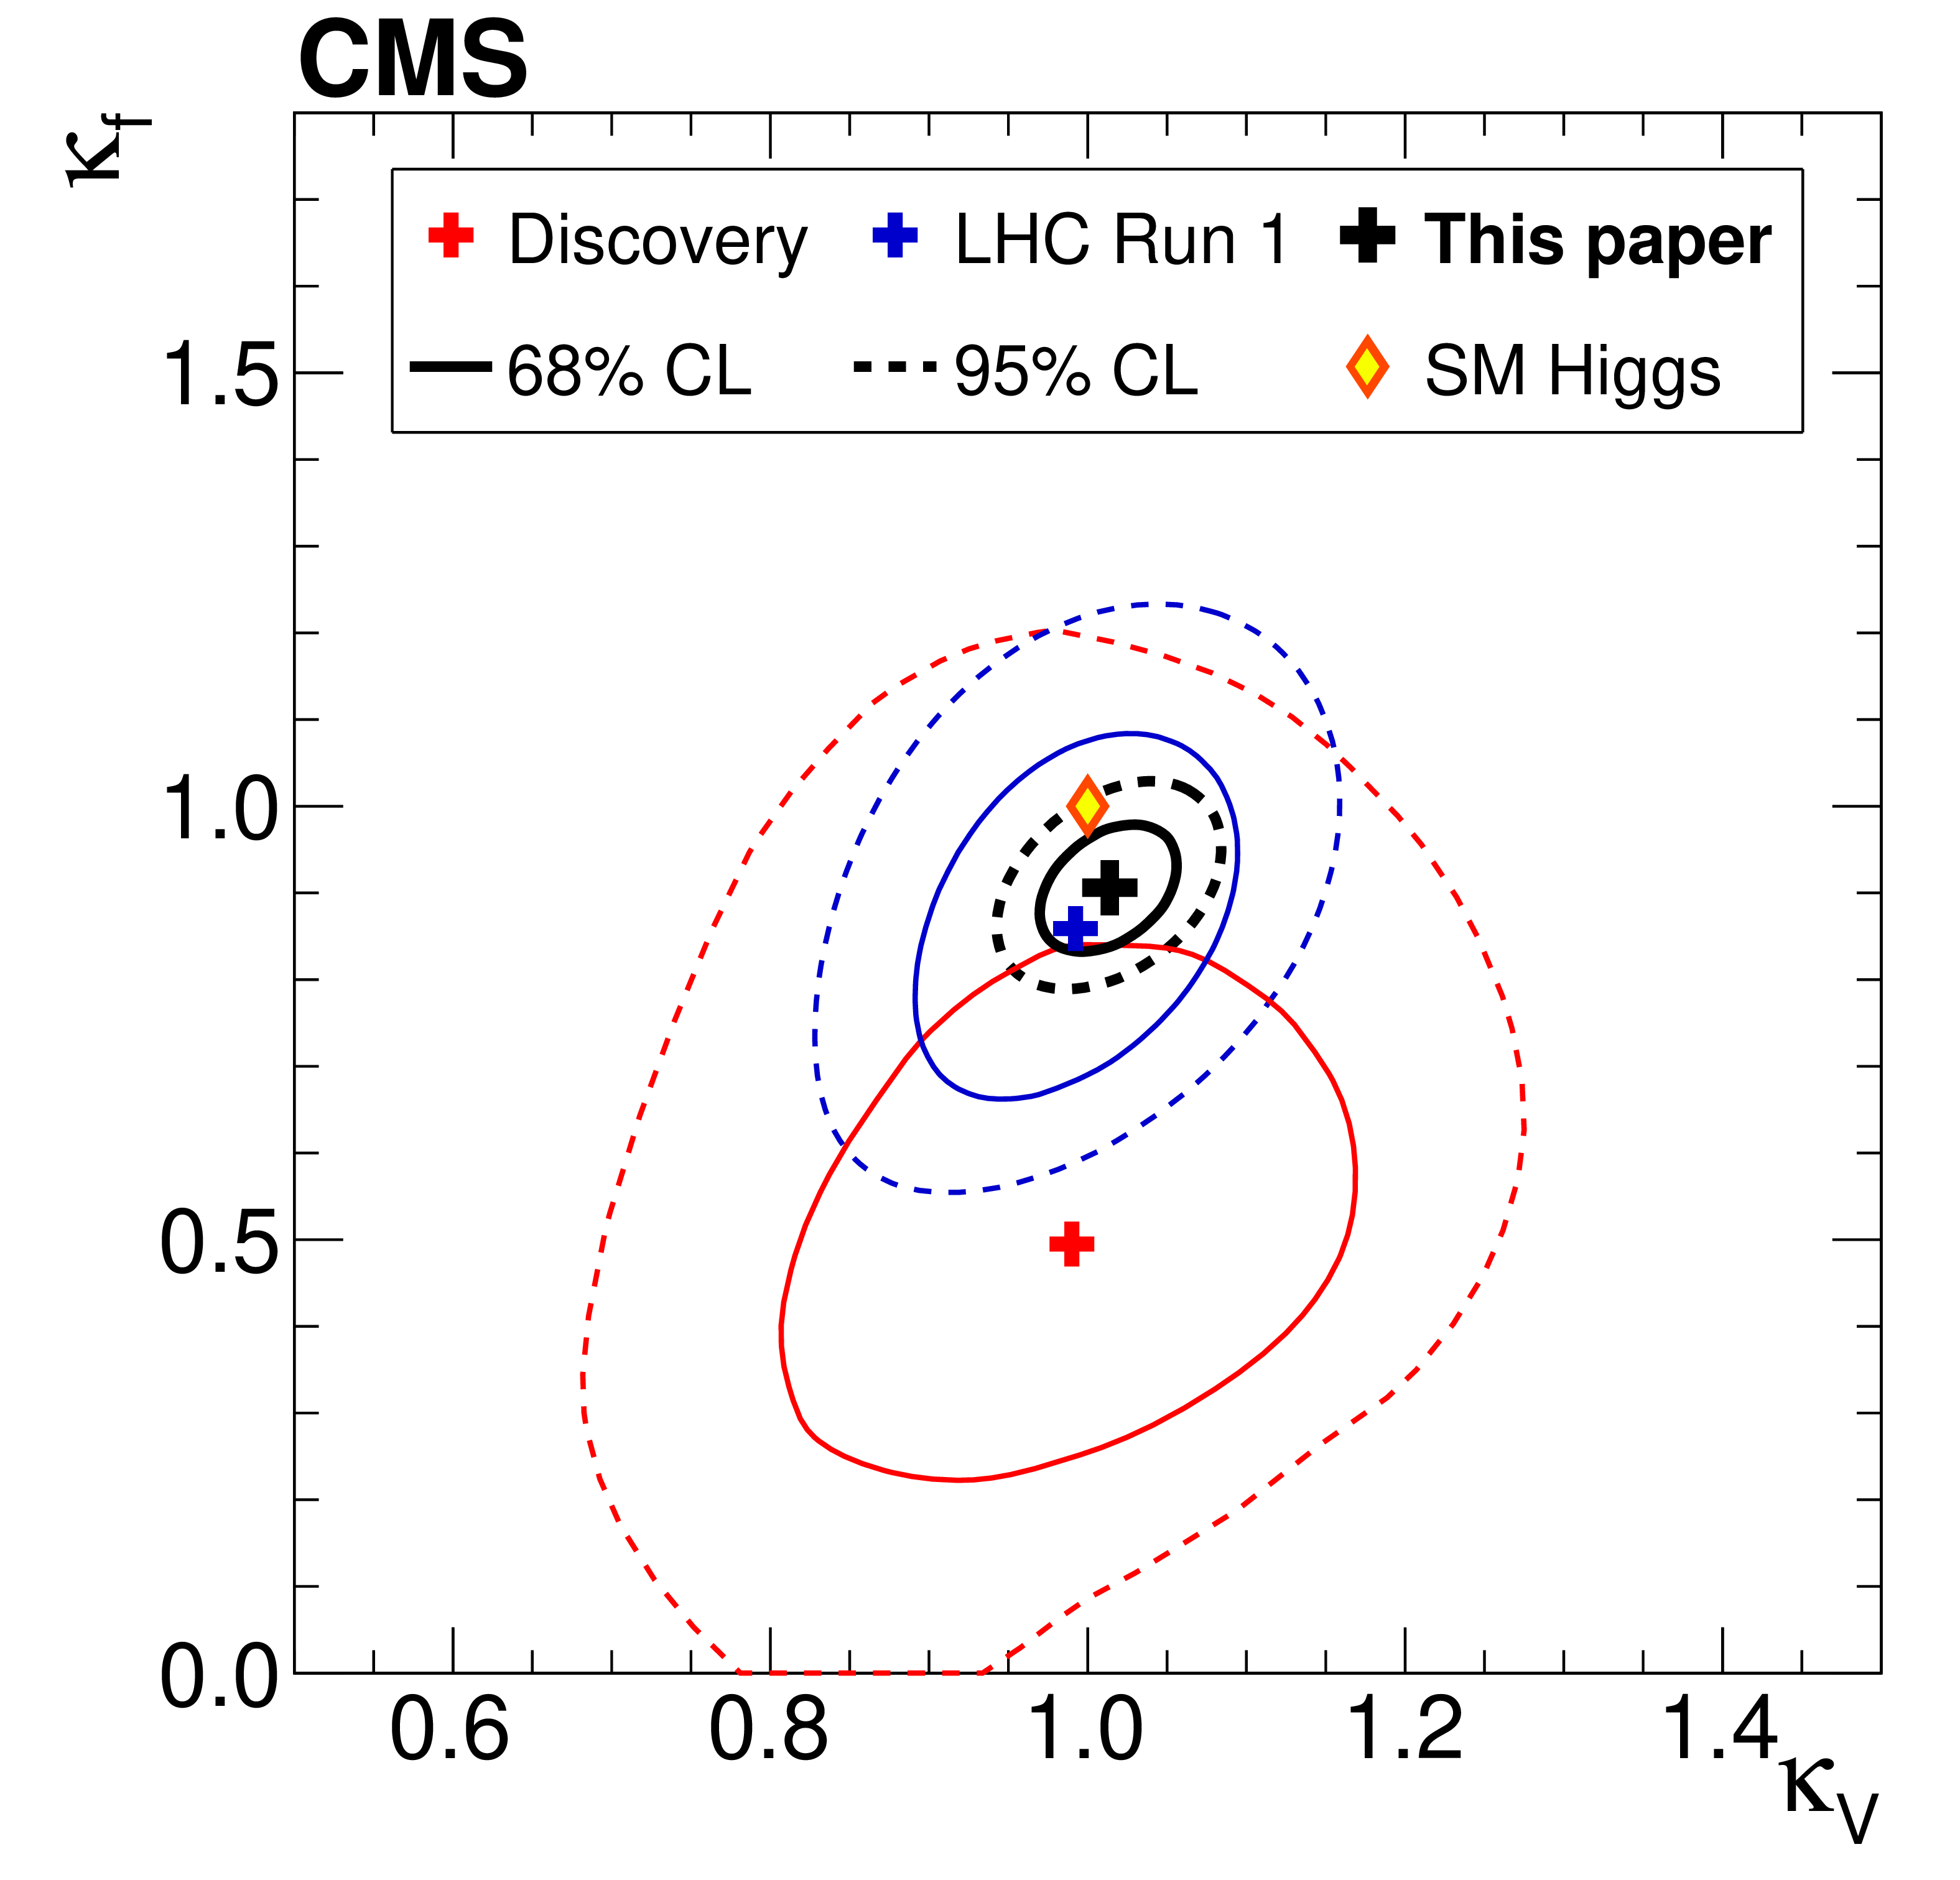 CMS
κf
Discovery LHC Run 1 This paper
68% CL 95% CL SM Higgs
1.5
1.0
0.5
0.0
0.6 0.8 1.0 1.2 1.4
κV